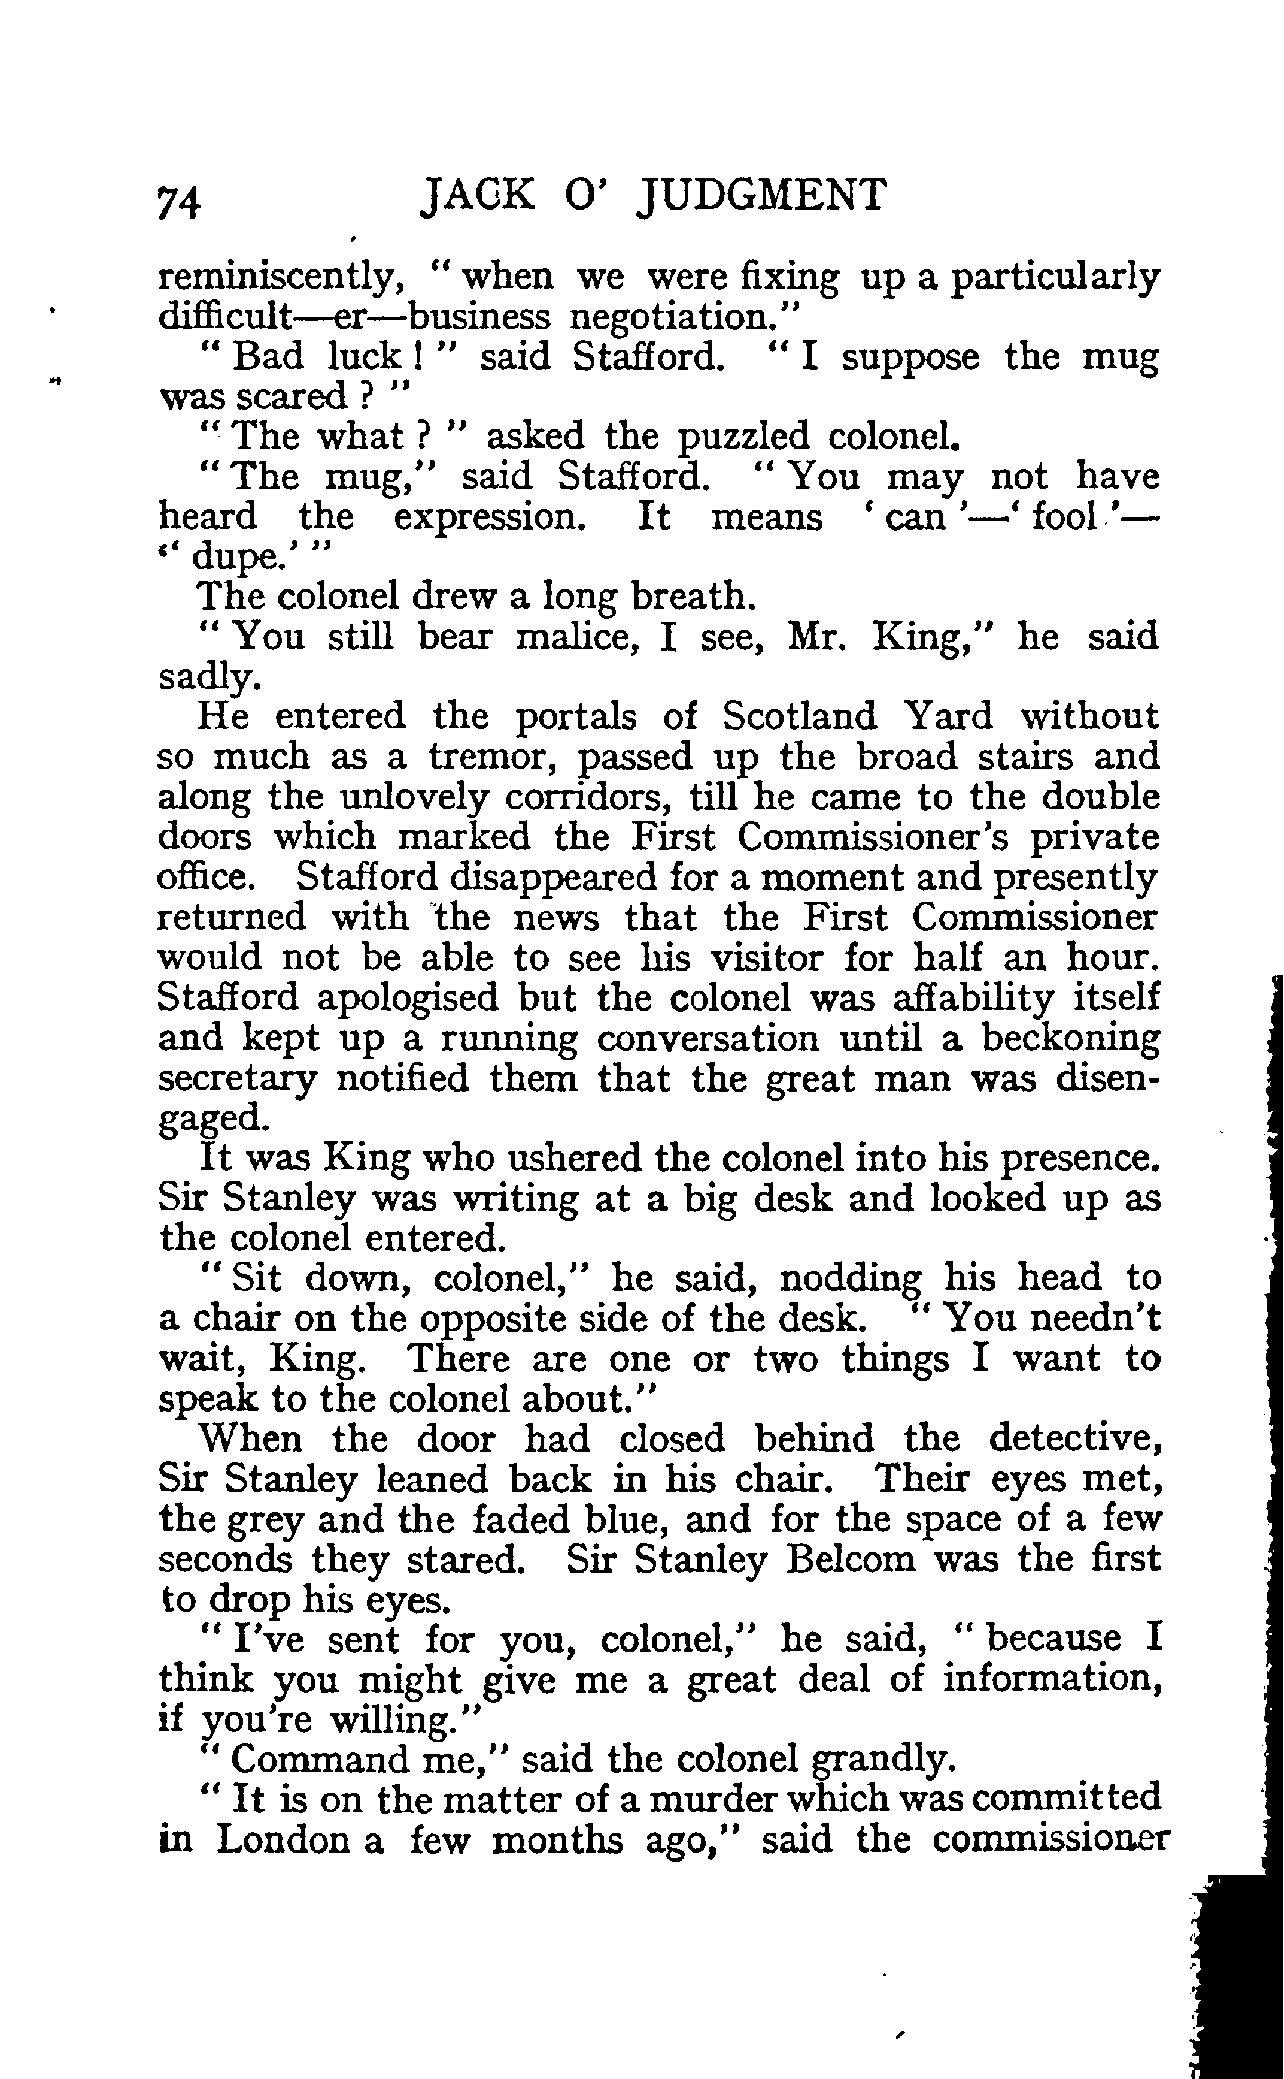 74 JACK O' JUDGMENT
reminiscently, " when we were fixing up a particularly
difficult—er—business negotiation."
" Bad luck ! " said Stafford. " I suppose the mug
was scared ? "
" The what ? " asked the puzzled colonel.
" The mug," said Stafford. " You may not have
heard the expression. It means ' can '—' fool '—
'' dupe.' "
The colonel drew a long breath.
" You still bear malice, I see, Mr. King," he said
sadly.
He entered the portals of Scotland Yard without
so much as a tremor, passed up the broad stairs and
along the unlovely corridors, till he came to the double
doors which marked the First Commissioner's private
office. Stafford disappeared for a moment and presently
returned with the news that the First Commissioner
would not be able to see his visitor for half an hour.
Stafford apologised but the colonel was affability itself
and kept up a running conversation until a beckoning
secretary notified them that the great man was disen-
gaged.
It was King who ushered the colonel into his presence.
Sir Stanley was writing at a big desk and looked up as
the colonel entered.
" Sit down, colonel," he said, nodding his head to
a chair on the opposite side of the desk. " You needn't
wait, King. There are one or two things I want to
speak to the colonel about."
When the door had closed behind the detective,
Sir Stanley leaned back in his chair. Their eyes met,
the grey and the faded blue, and for the space of a few
seconds they stared. Sir Stanley Belcom was the first
to drop his eyes.
" I've sent for you, colonel," he said, " because I
think you might give me a great deal of information,
if you're willing."
" Command me," said the colonel grandly.
" It is on the matter of a murder which was committed
in London a few months ago," said the commissioner